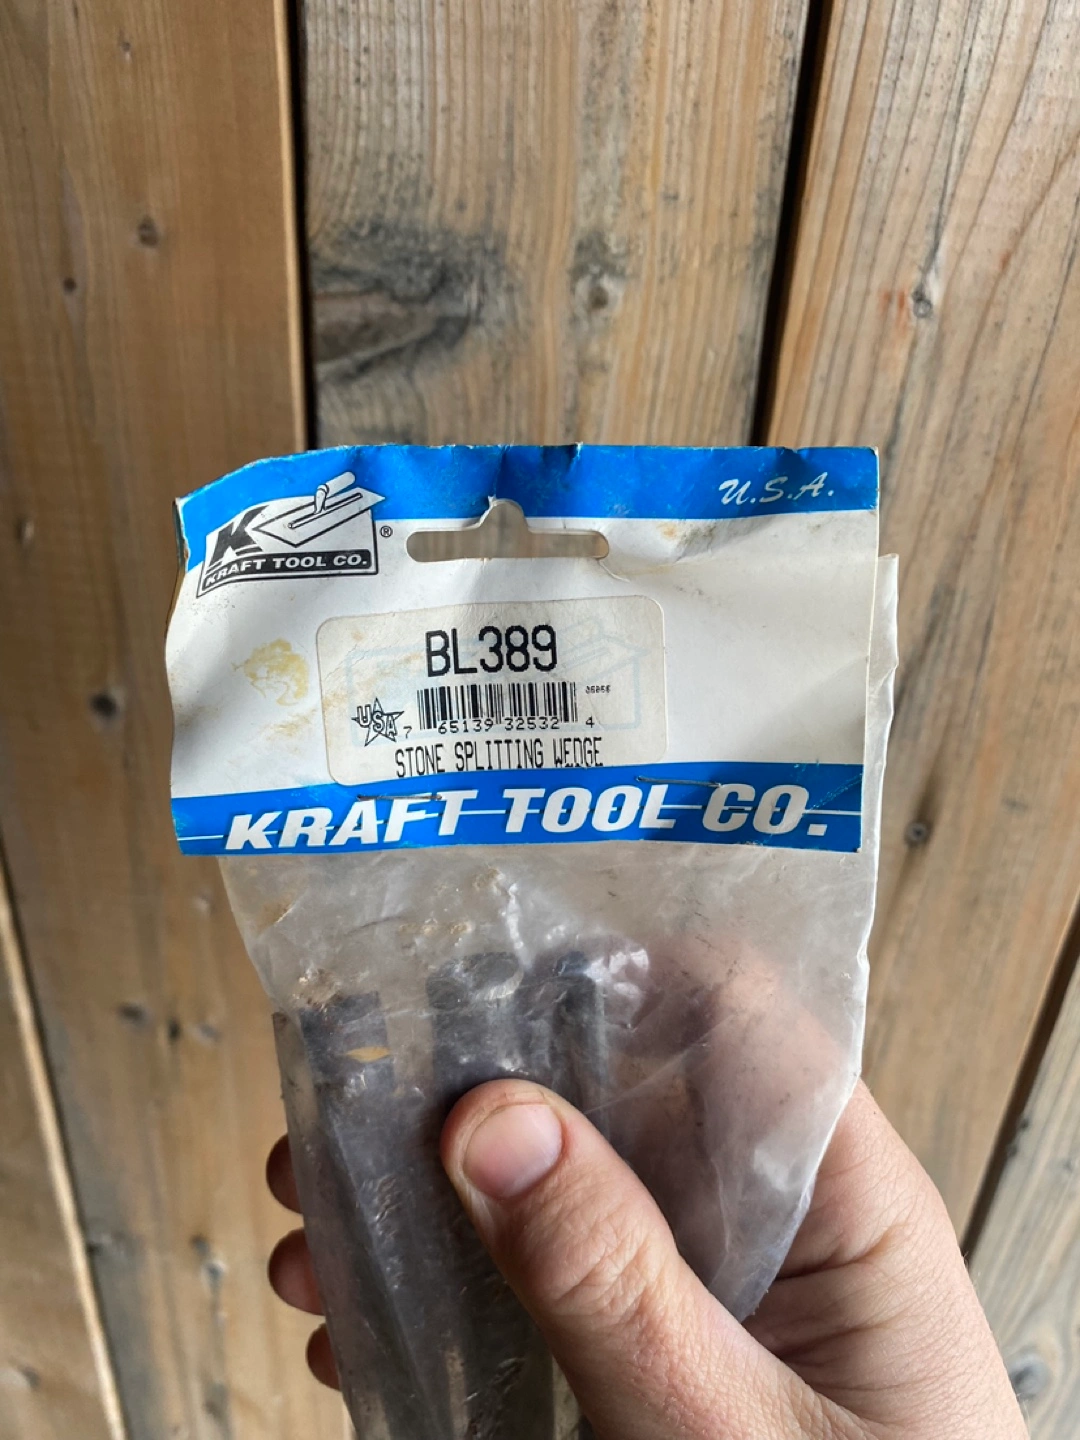 U.S.A.
K
KRAFT TOOL CO.®
BL389
USA
7 65139 32532 4
STONE SPLITTING WEDGE
KRAFT TOOL CO.